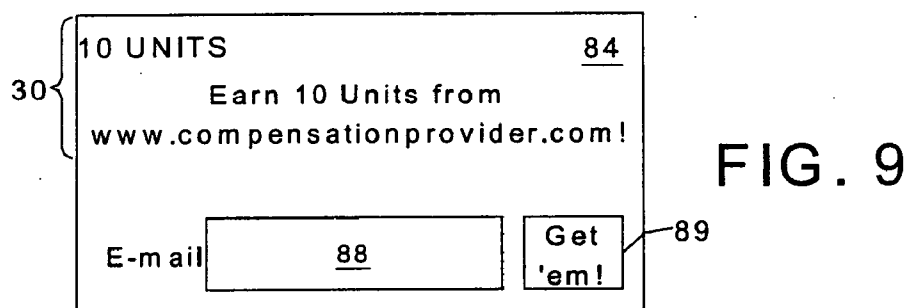 10 UNITS 84
30
Earn 10 Units from
www.compensationprovider.com!
FIG. 9
E-mail 88 Get 'em! 89